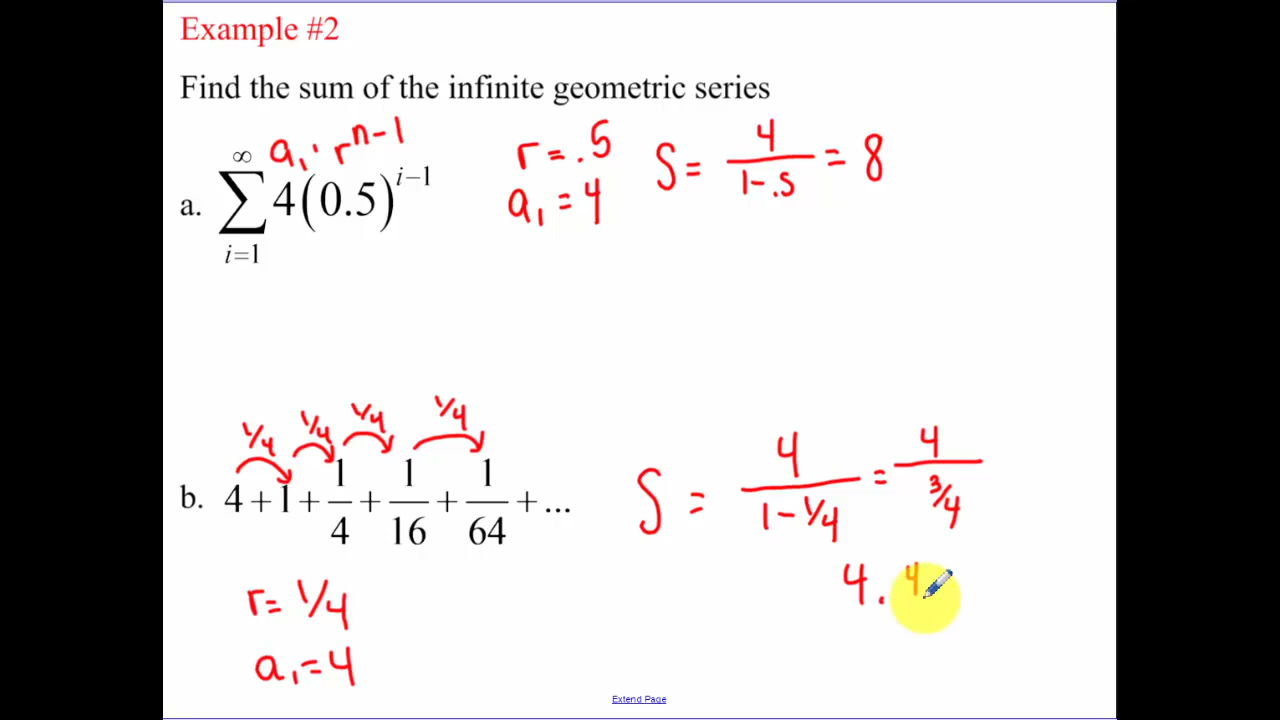 Example #2
Find the sum of the infinite geometric series
a₁ · r^(n-1)
a. ∞ ∑ i=1 4(0.5)^(i−1)
r = .5
a₁ = 4
S = 4/(1-.5) = 8
1/4 1/4 1/4 1/4
b. 4 + 1 + 1/4 + 1/16 + 1/64 + ...
S = 4/(1 - 1/4) = 4/(3/4)
4 · 4
r = 1/4
a₁ = 4
Extend Page